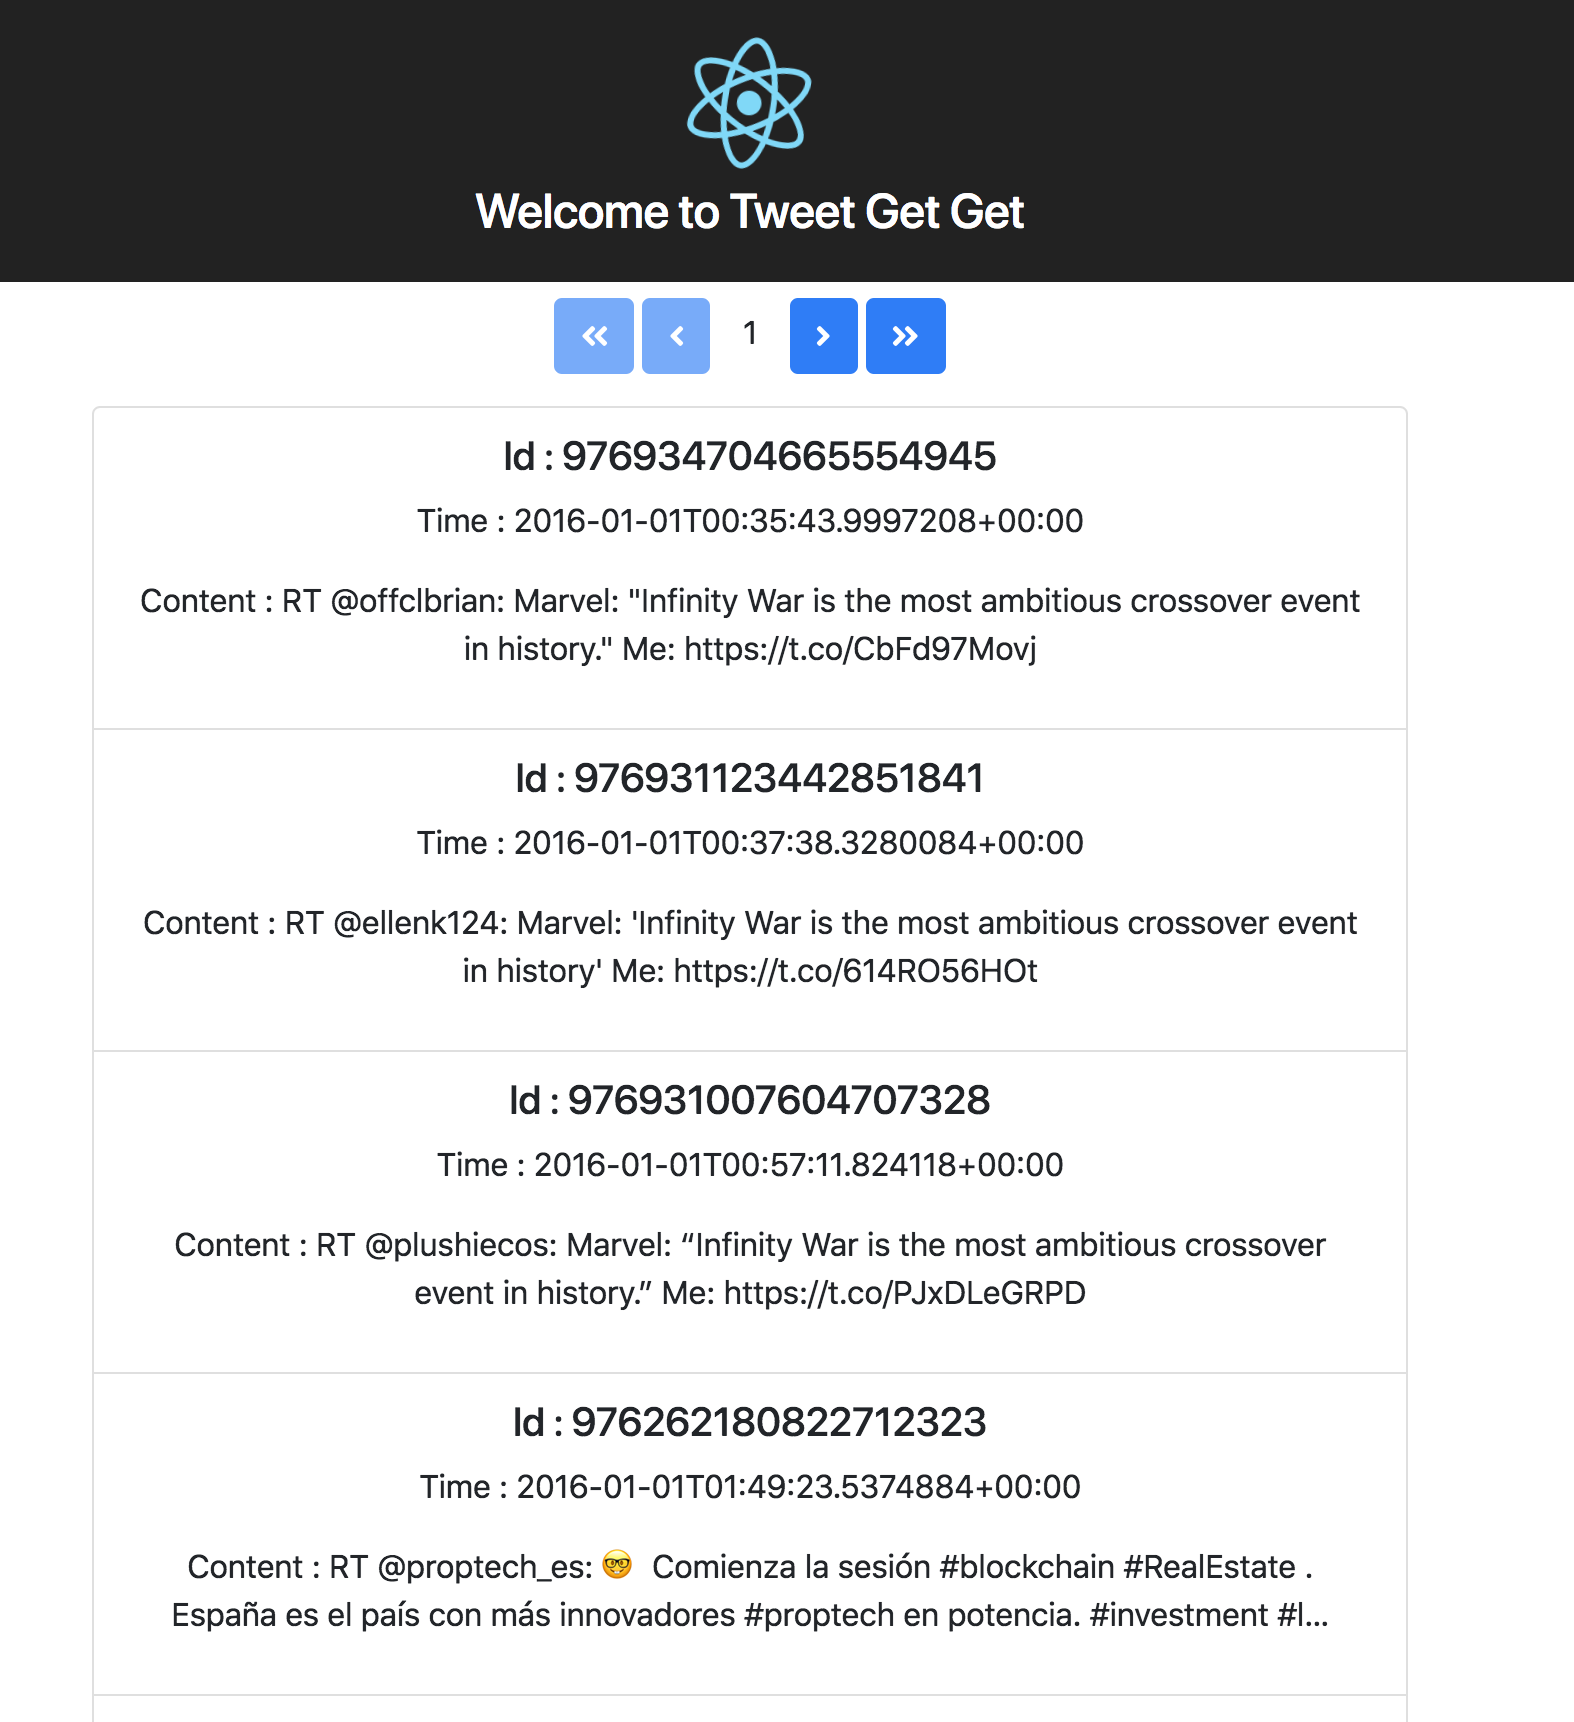 Welcome to Tweet Get Get
« ‹ 1 › »
Id : 976934704665554945
Time : 2016-01-01T00:35:43.9997208+00:00
Content : RT @offclbrian: Marvel: "Infinity War is the most ambitious crossover event
in history." Me: https://t.co/CbFd97Movj
Id : 976931123442851841
Time : 2016-01-01T00:37:38.3280084+00:00
Content : RT @ellenk124: Marvel: 'Infinity War is the most ambitious crossover event
in history' Me: https://t.co/614RO56HOt
Id : 976931007604707328
Time : 2016-01-01T00:57:11.824118+00:00
Content : RT @plushiecos: Marvel: “Infinity War is the most ambitious crossover
event in history.” Me: https://t.co/PJxDLeGRPD
Id : 976262180822712323
Time : 2016-01-01T01:49:23.5374884+00:00
Content : RT @proptech_es: 🤓 Comienza la sesión #blockchain #RealEstate .
España es el país con más innovadores #proptech en potencia. #investment #I…